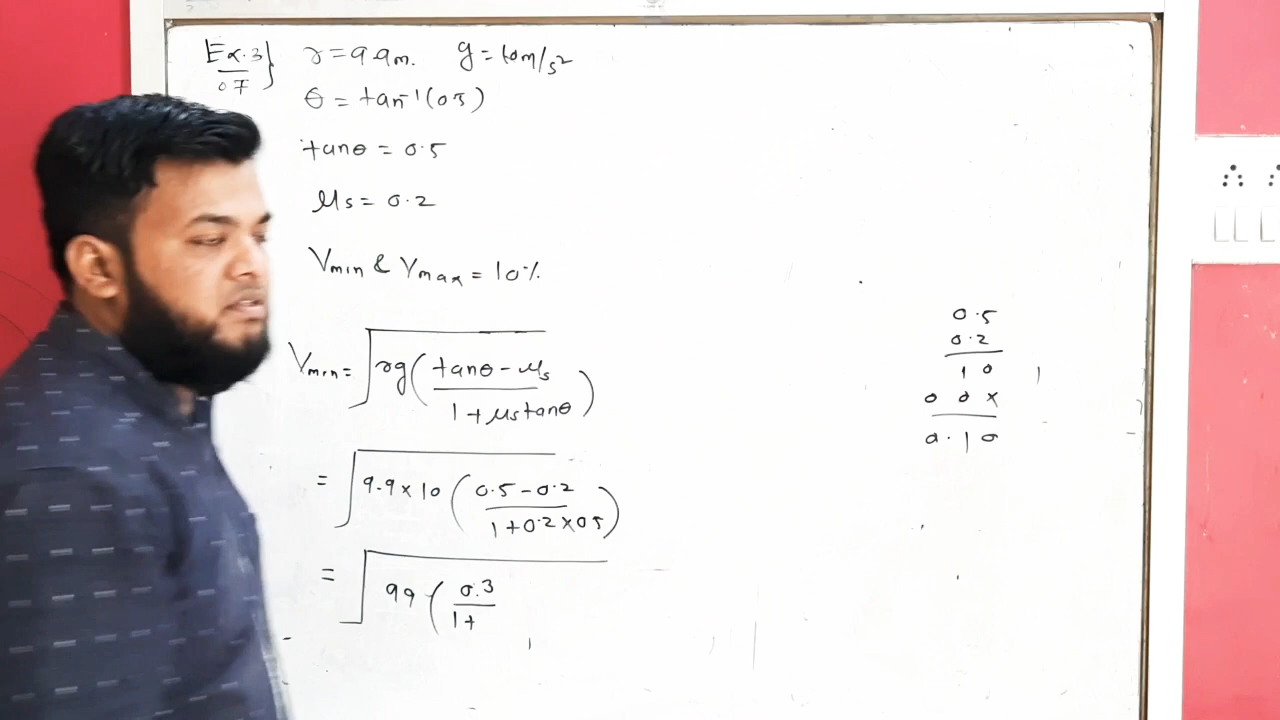 Ex.3} r = 9.9m. g = 10m/s²
07
θ = tan⁻¹(0.5)
tanθ = 0.5
μs = 0.2
Vmin & Vmax = 10%
Vmin = √rg(tanθ - μs / 1 + μs tanθ)
= √9.9 × 10 (0.5 - 0.2 / 1 + 0.2 × 0.5)
= √99 (0.3 / 1 +
0.5
0.2
1 0
0 0 x
0.10